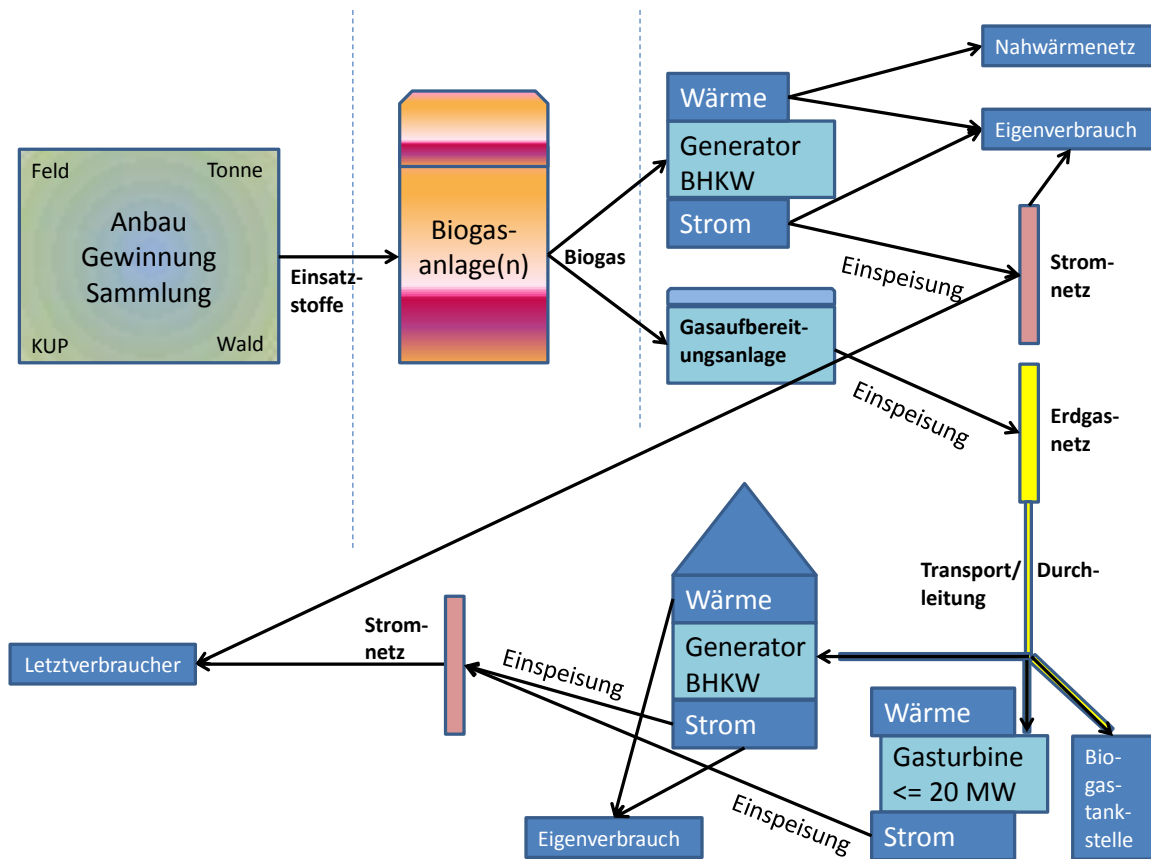 Feld
Tonne
Anbau
Gewinnung
Sammlung
KUP
Wald
Einsatz-
stoffe
Biogas-
anlage(n)
Biogas
Wärme
Generator
BHKW
Strom
Nahwärmenetz
Eigenverbrauch
Einspeisung
Strom-
netz
Gasaufberei-
tungsanlage
Einspeisung
Erdgas-
netz
Transport/ Durch-
leitung
Wärme
Generator
BHKW
Strom
Einspeisung
Strom-
netz
Letztverbraucher
Eigenverbrauch
Einspeisung
Wärme
Gasturbine
<= 20 MW
Strom
Bio-
gas-
tank-
stelle